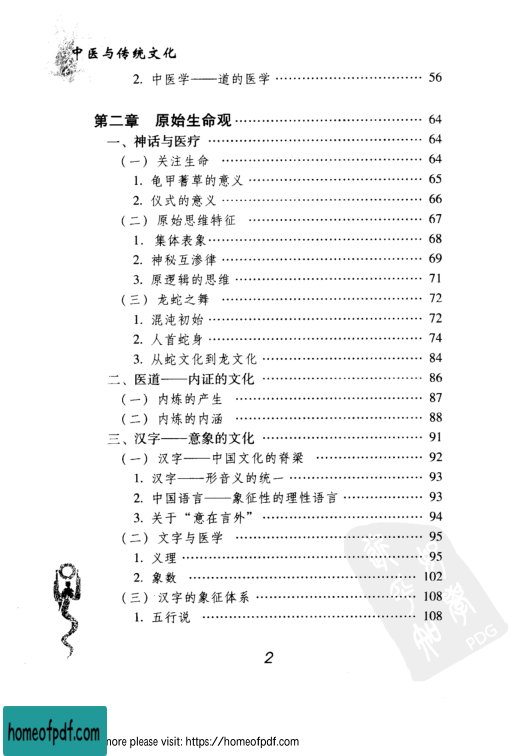 中医与传统文化
2. 中医学——道的医学 …………………………… 56
第二章 原始生命观 …………………………………… 64
一、神话与医疗 ………………………………………… 64
(一) 关注生命 ……………………………………… 64
1. 龟甲蓍草的意义 ………………………………… 65
2. 仪式的意义 ……………………………………… 66
(二) 原始思维特征 ………………………………… 67
1. 集体表象 ………………………………………… 68
2. 神秘互渗律 ……………………………………… 69
3. 原逻辑的思维 …………………………………… 71
(三) 龙蛇之舞 ……………………………………… 72
1. 混沌初始 ………………………………………… 72
2. 人首蛇身 ………………………………………… 74
3. 从蛇文化到龙文化 ……………………………… 84
二、医道——内证的文化 ……………………………… 86
(一) 内炼的产生 …………………………………… 87
(二) 内炼的内涵 …………………………………… 88
三、汉字——意象的文化 ……………………………… 91
(一) 汉字——中国文化的脊梁 …………………… 92
1. 汉字——形音义的统一 ………………………… 93
2. 中国语言——象征性的理性语言 ……………… 93
3. 关于“意在言外” ……………………………… 94
(二) 文字与医学 …………………………………… 95
1. 义理 ……………………………………………… 95
2. 象数 ……………………………………………… 102
(三) 汉字的象征体系 ……………………………… 108
1. 五行说 …………………………………………… 108
PDG
2
homeofpdf.com
more please visit: https://homeofpdf.com